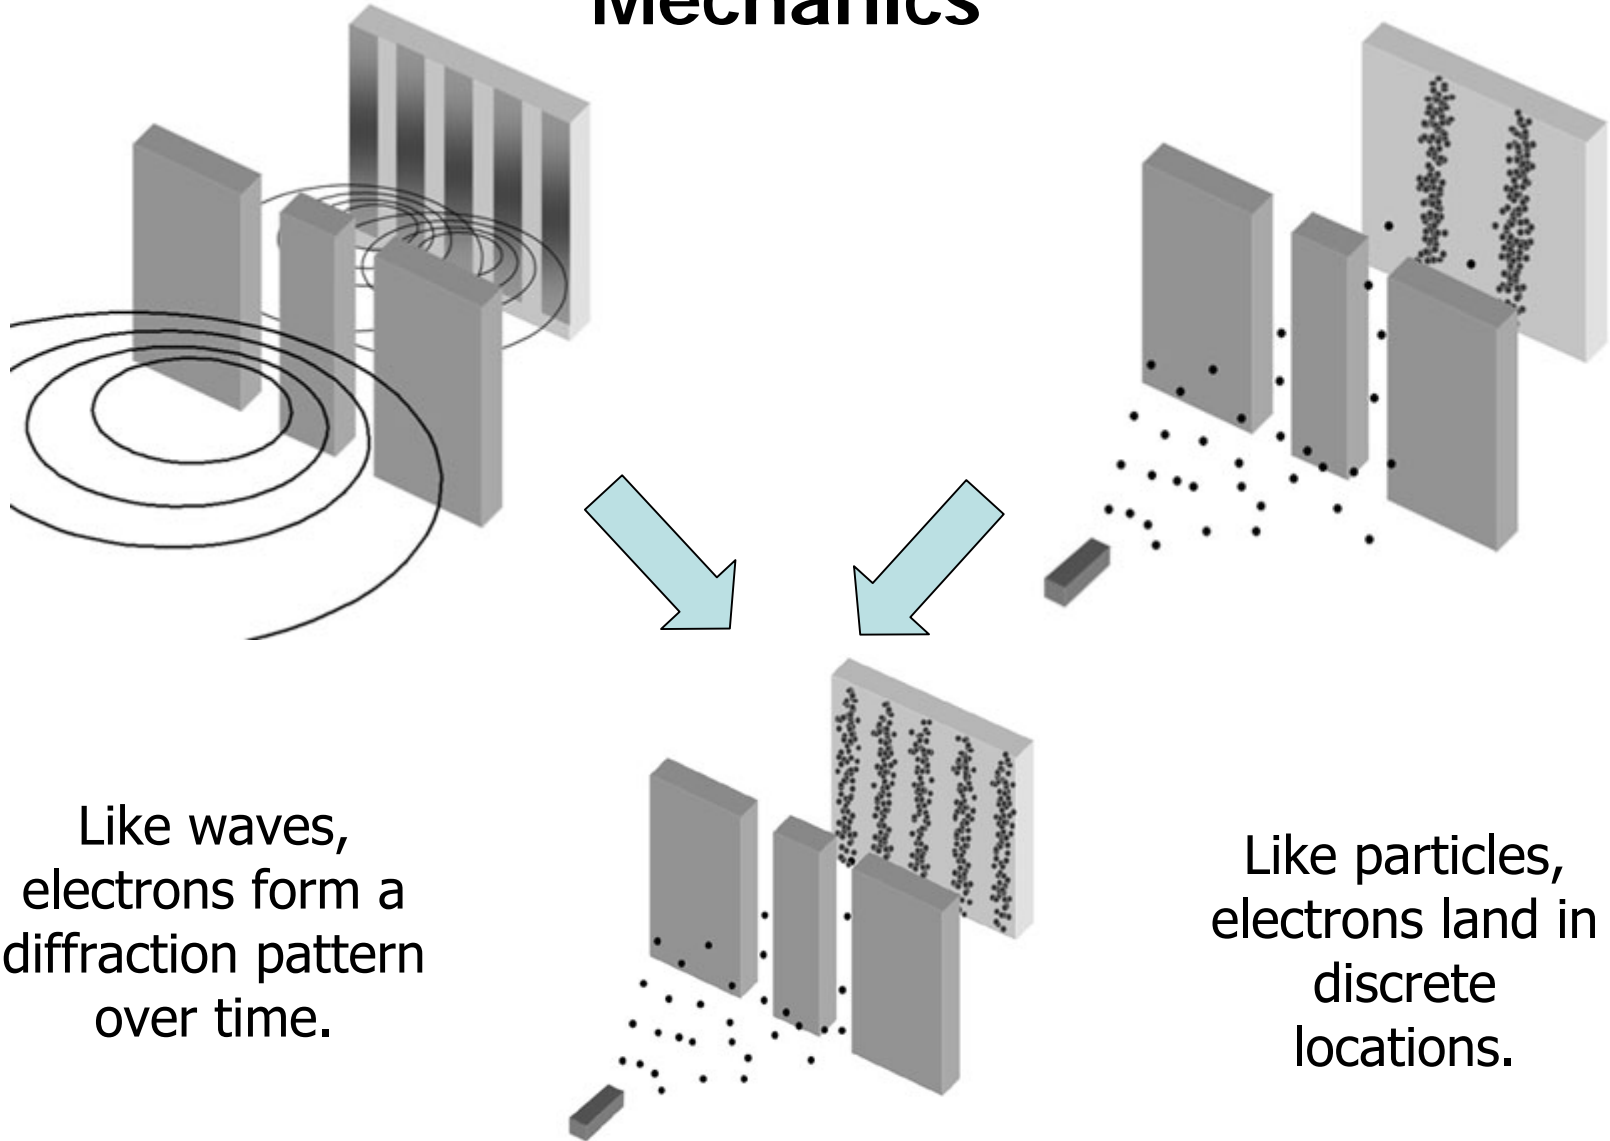 Mechanics
Like waves,
electrons form a
diffraction pattern
over time.
Like particles,
electrons land in
discrete
locations.